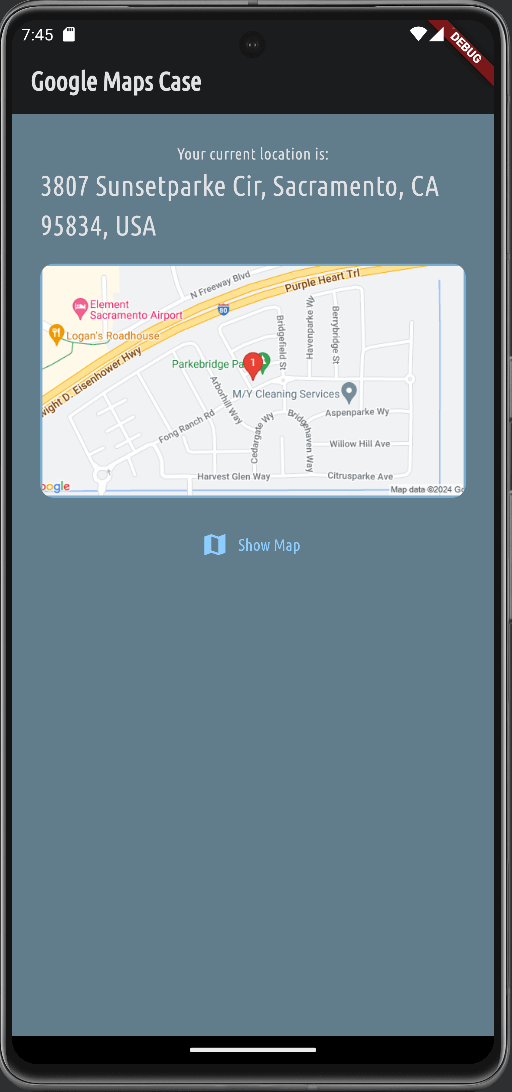 7:45
DEBUG
Google Maps Case
Your current location is:
3807 Sunsetparke Cir, Sacramento, CA
95834, USA
N Freeway Blvd
Purple Heart Trl
Element
Sacramento Airport
80
Logan's Roadhouse
wight D. Eisenhower Hwy
Bridgefield St
Havenparke W
Berrybridge St
Parkebridge Pa
1
M/Y Cleaning Services
Arborhill Way
Aspenparke Wy
Fong Ranch Rd
Cedargate Wy
Bridgehaven Way
Willow Hill Ave
Harvest Glen Way
Citrusparke Ave
ogle
Map data ©2024 Go
Show Map